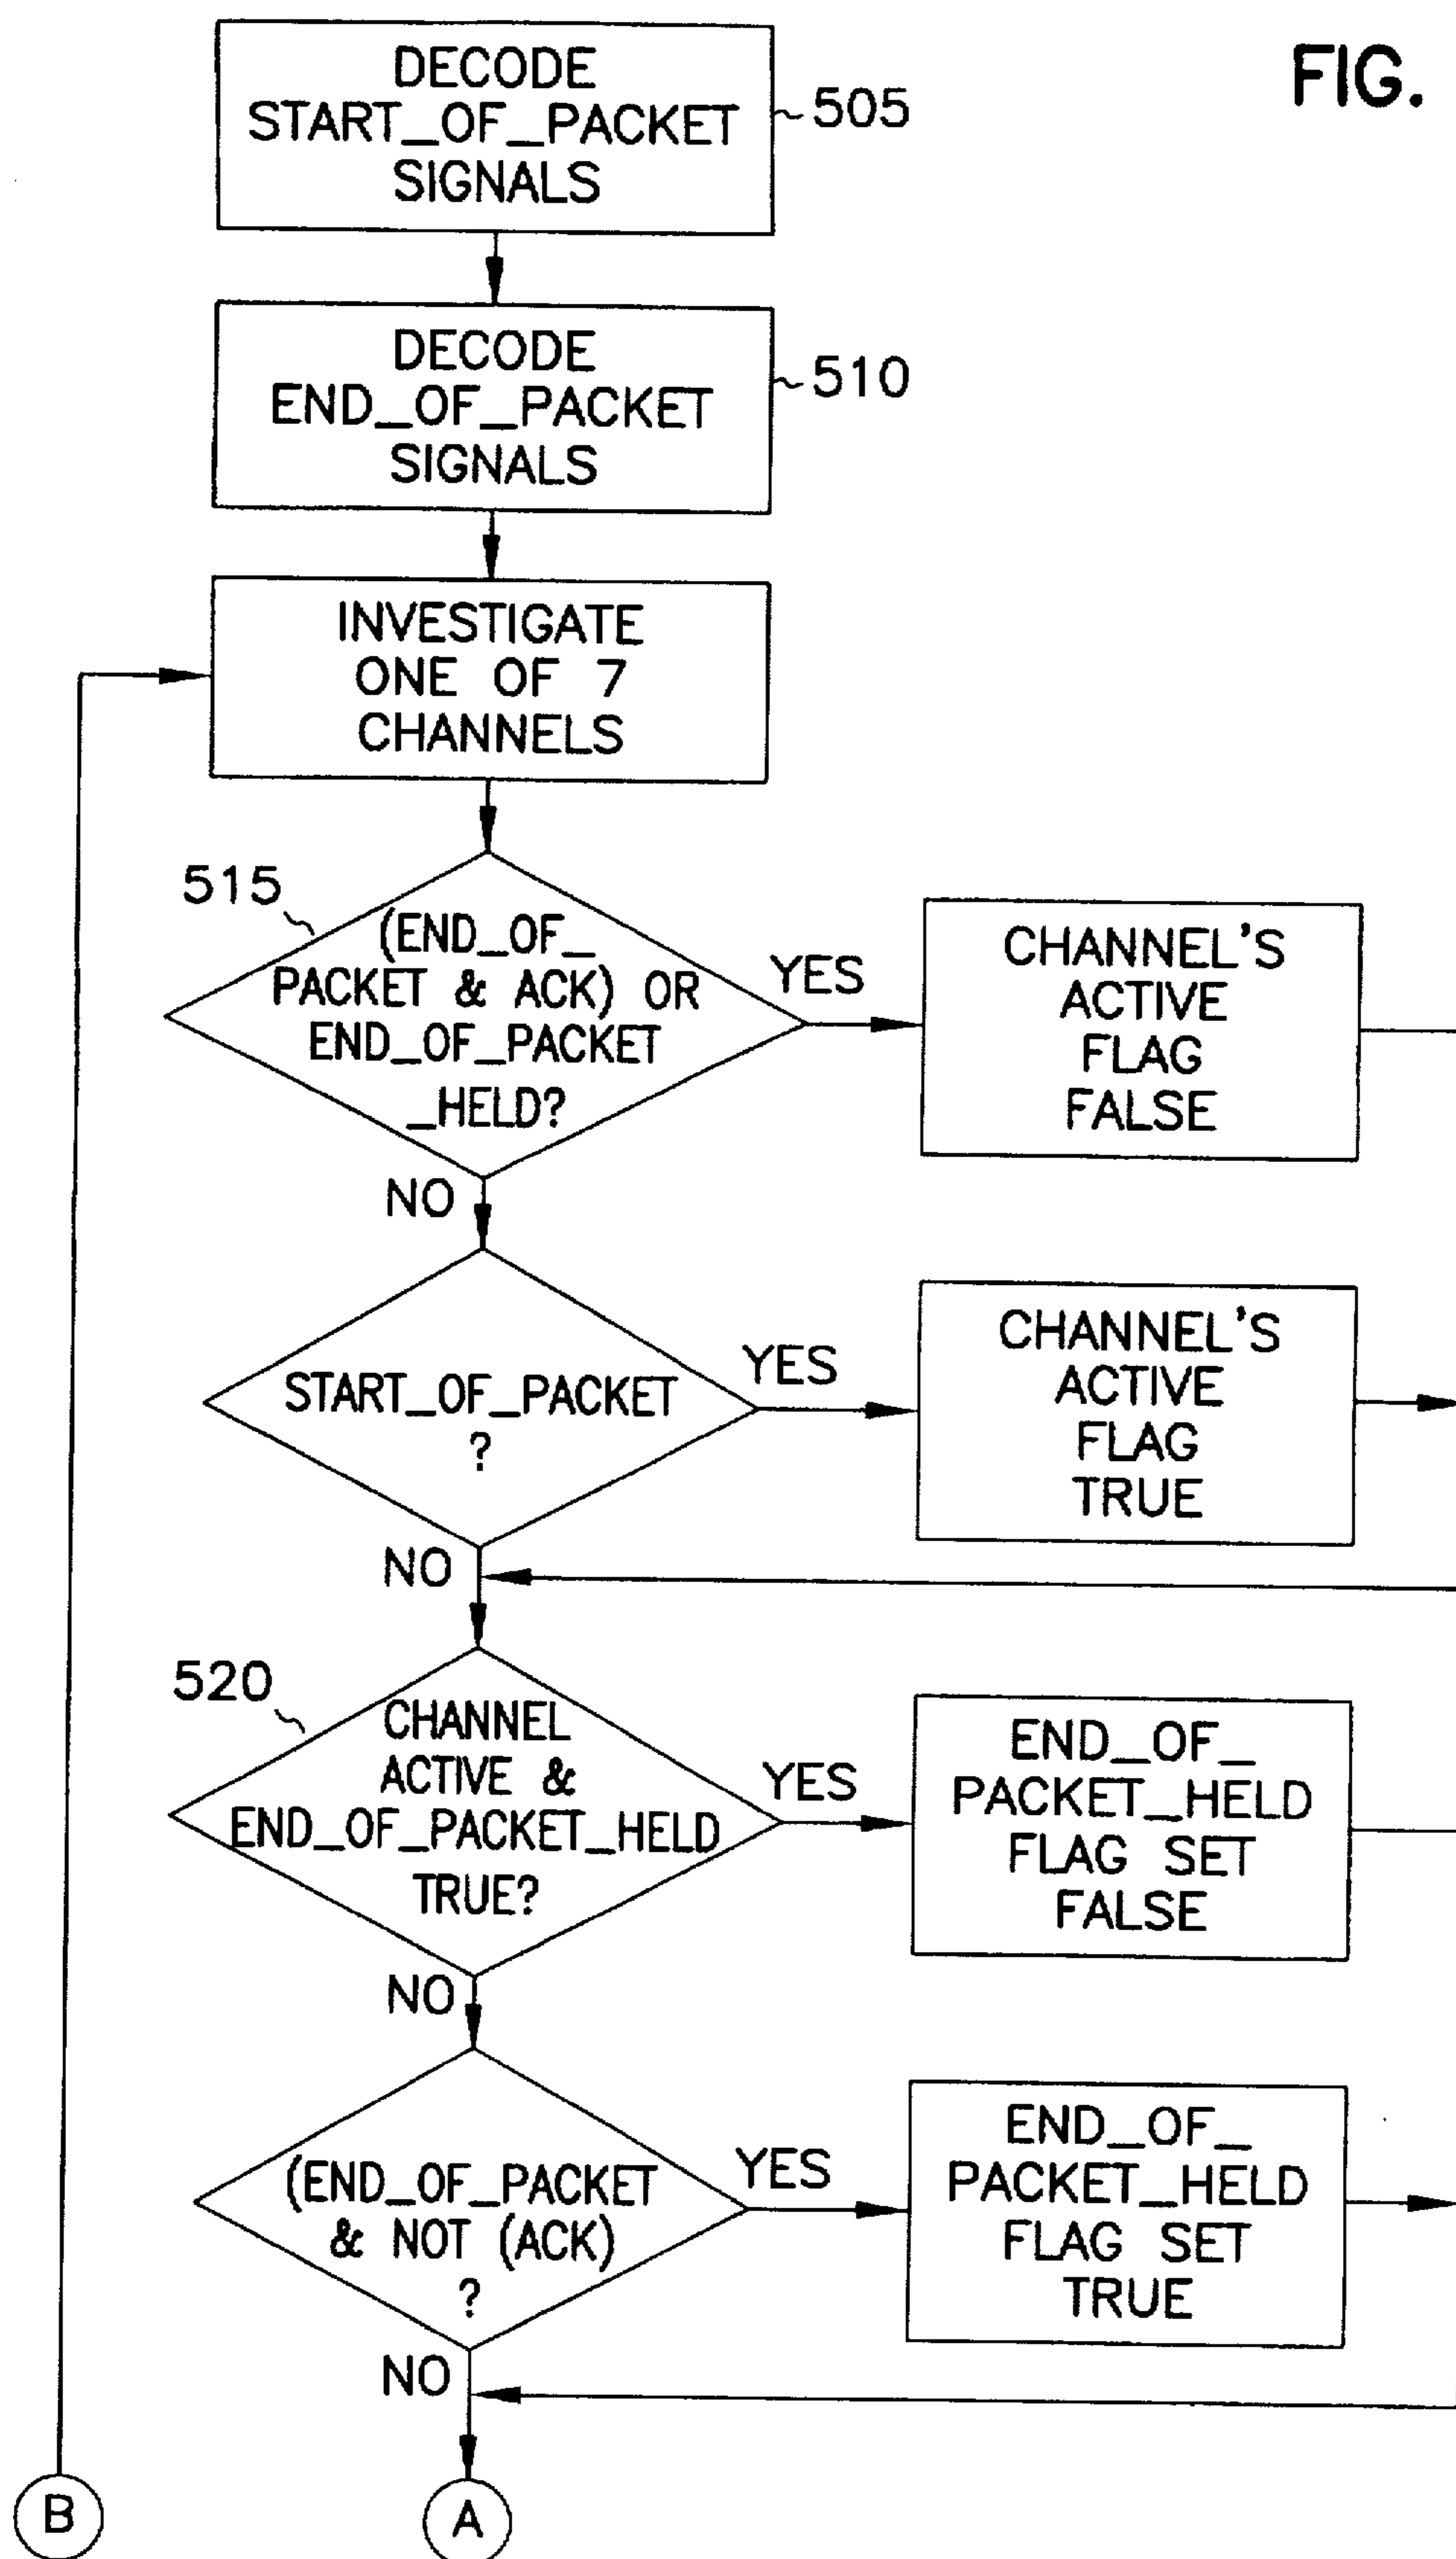 FIG.
DECODE
START_OF_PACKET
SIGNALS
505
DECODE
END_OF_PACKET
SIGNALS
510
INVESTIGATE
ONE OF 7
CHANNELS
515
(END_OF_
PACKET & ACK) OR
END_OF_PACKET
_HELD?
YES
CHANNEL'S
ACTIVE
FLAG
FALSE
NO
START_OF_PACKET
?
YES
CHANNEL'S
ACTIVE
FLAG
TRUE
NO
520
CHANNEL
ACTIVE &
END_OF_PACKET_HELD
TRUE?
YES
END_OF_
PACKET_HELD
FLAG SET
FALSE
NO
(END_OF_PACKET
& NOT (ACK)
?
YES
END_OF_
PACKET_HELD
FLAG SET
TRUE
NO
B
A